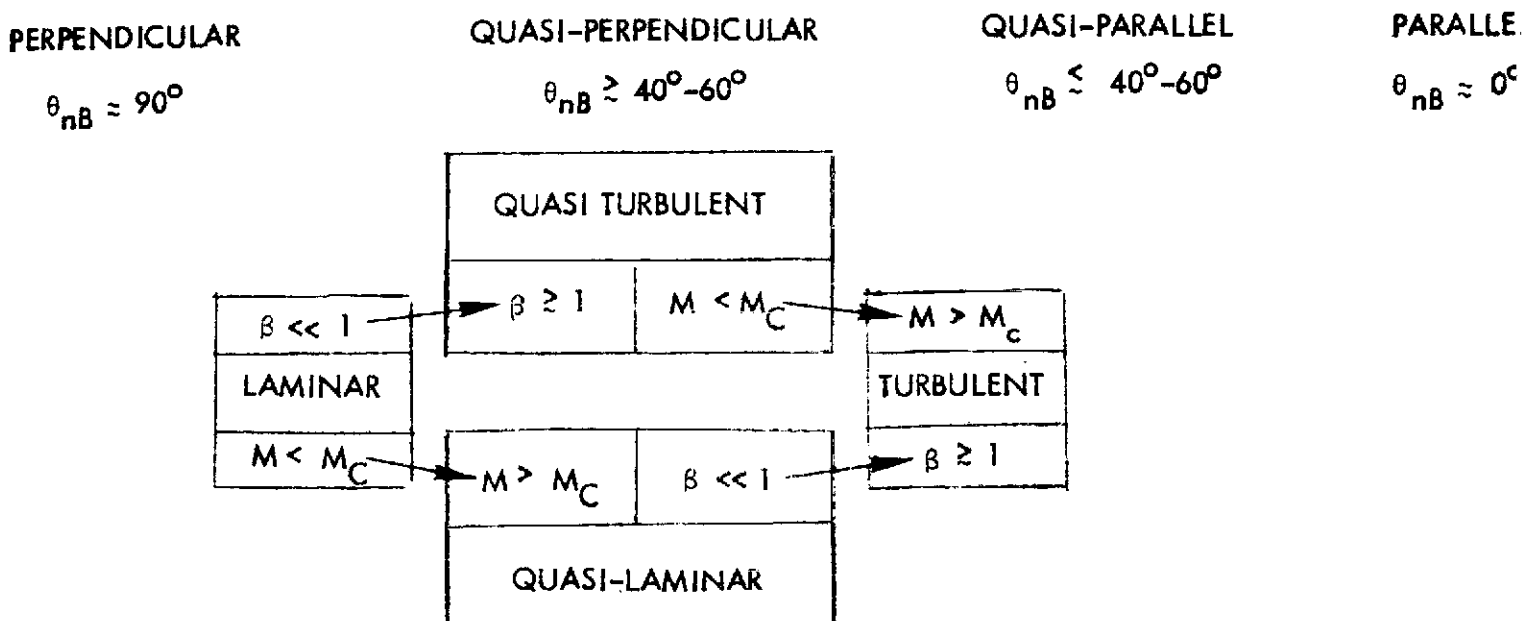 PERPENDICULAR QUASI-PERPENDICULAR QUASI-PARALLEL PARALLE
θnB ≈ 90° θnB ≳ 40°-60° θnB ≲ 40°-60° θnB ≈ 0°
QUASI TURBULENT
β << 1 β ≳ 1 M < MC M > Mc
LAMINAR TURBULENT
M < MC M > MC β << 1 β ≳ 1
QUASI-LAMINAR